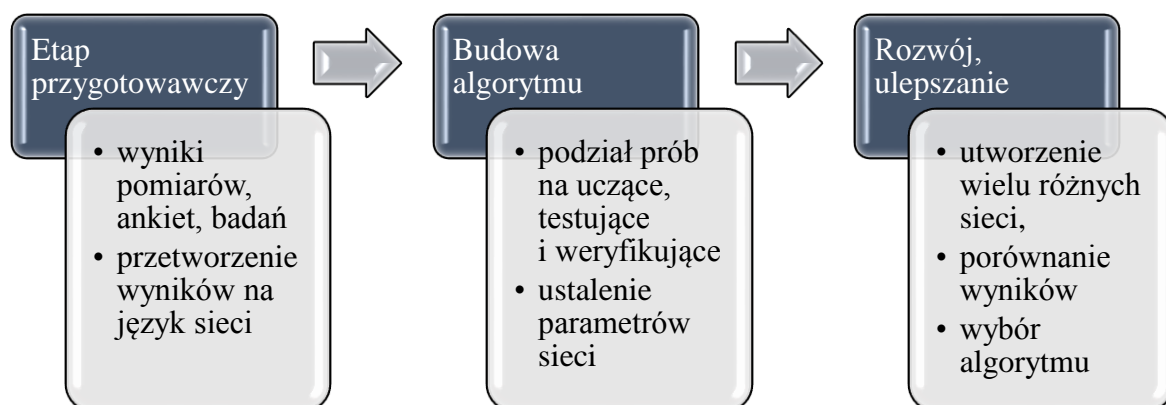 Etap
przygotowawczy
• wyniki
pomiarów,
ankiet, badań
• przetworzenie
wyników na
język sieci
Budowa
algorytmu
• podział prób
na uczące,
testujące
i weryfikujące
• ustalenie
parametrów
sieci
Rozwój,
ulepszanie
• utworzenie
wielu różnych
sieci,
• porównanie
wyników
• wybór
algorytmu